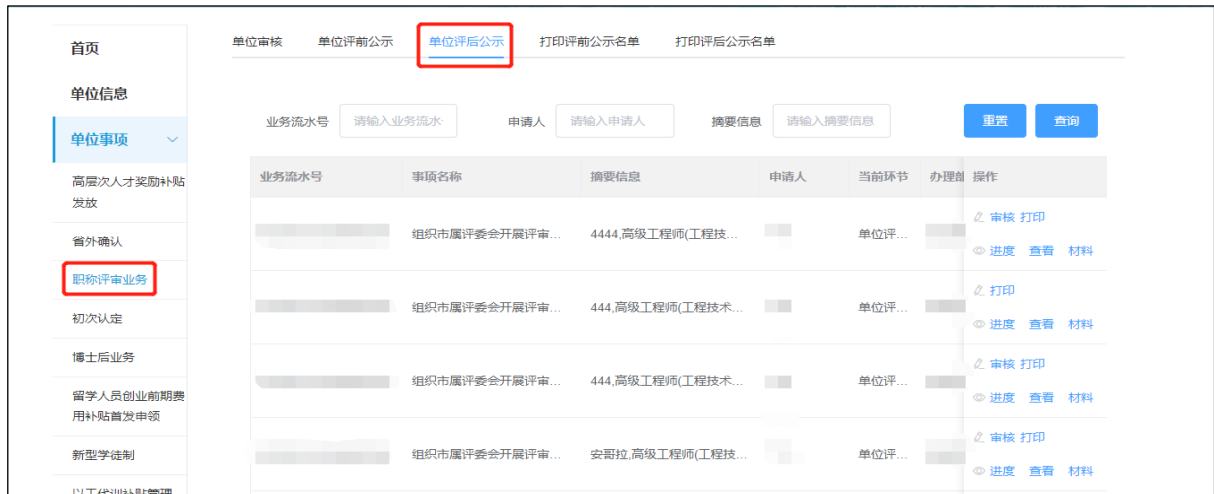 首页
单位信息
单位事项
高层次人才奖励补贴
发放
省外确认
职称评审业务
初次认定
博士后业务
留学人员创业前期费
用补贴首发申领
新型学徒制
以工代训补贴管理
单位审核 单位评前公示 单位评后公示 打印评前公示名单 打印评后公示名单
业务流水号 请输入业务流水 申请人 请输入申请人 摘要信息 请输入摘要信息 重置 查询
业务流水号 事项名称 摘要信息 申请人 当前环节 办理部 操作
审核 打印
组织市属评委会开展评审... 4444,高级工程师(工程技... 单位评...
进度 查看 材料
打印
组织市属评委会开展评审... 444,高级工程师(工程技术... 单位评...
进度 查看 材料
审核 打印
组织市属评委会开展评审... 444,高级工程师(工程技术... 单位评...
进度 查看 材料
审核 打印
组织市属评委会开展评审... 安哥拉,高级工程师(工程技... 单位评...
进度 查看 材料